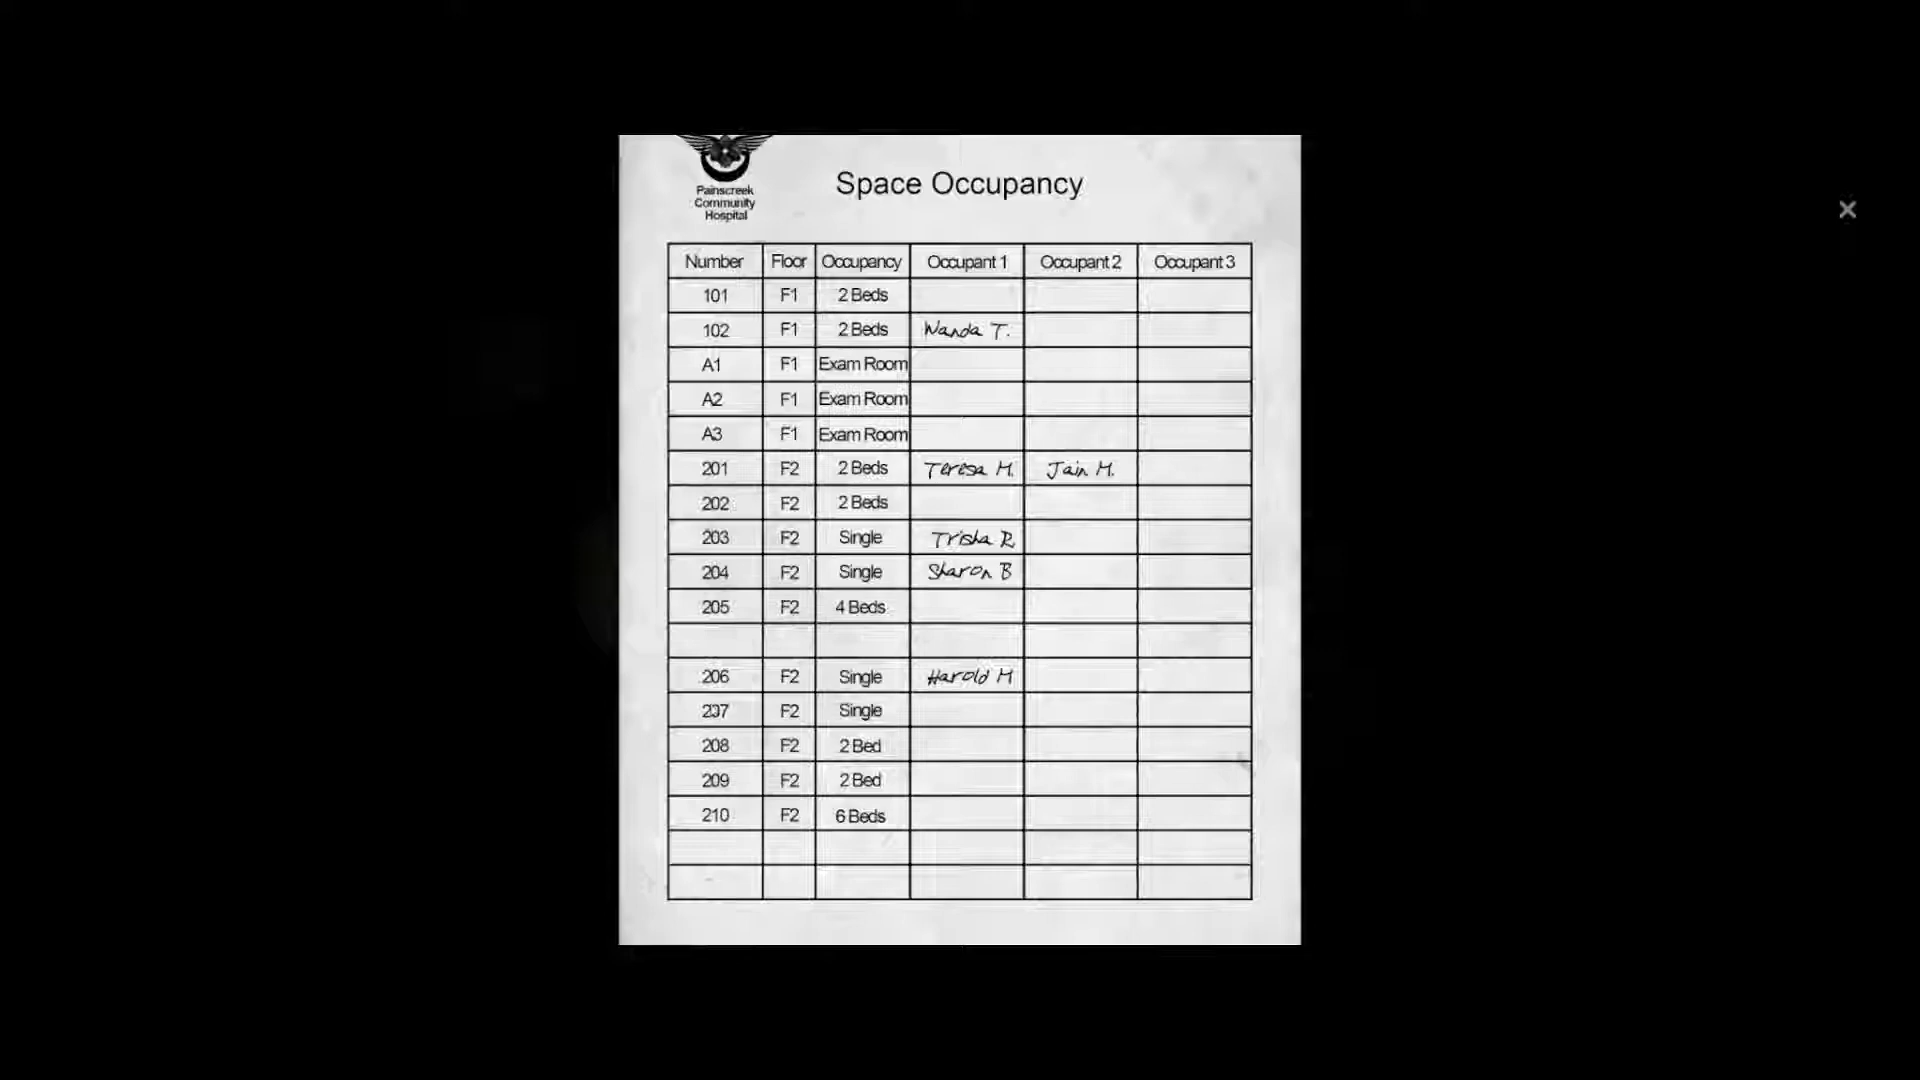 Painscreek
Community
Hospital
Space Occupancy
Number Floor Occupancy Occupant 1 Occupant 2 Occupant 3
101 F1 2 Beds
102 F1 2 Beds Wanda T.
A1 F1 Exam Room
A2 F1 Exam Room
A3 F1 Exam Room
201 F2 2 Beds Teresa M. Jain M.
202 F2 2 Beds
203 F2 Single Trisha R
204 F2 Single Sharon B
205 F2 4 Beds
206 F2 Single Harold M
207 F2 Single
208 F2 2 Bed
209 F2 2 Bed
210 F2 6 Beds